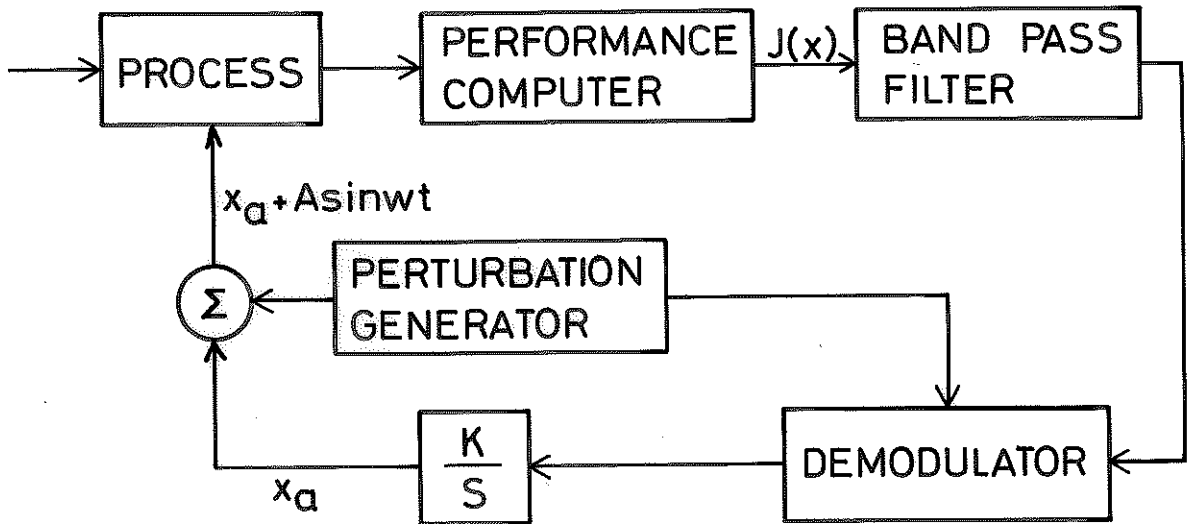 PROCESS
PERFORMANCE
COMPUTER
J(x)
BAND PASS
FILTER
xa+Asinwt
Σ
PERTURBATION
GENERATOR
DEMODULATOR
K
S
xa